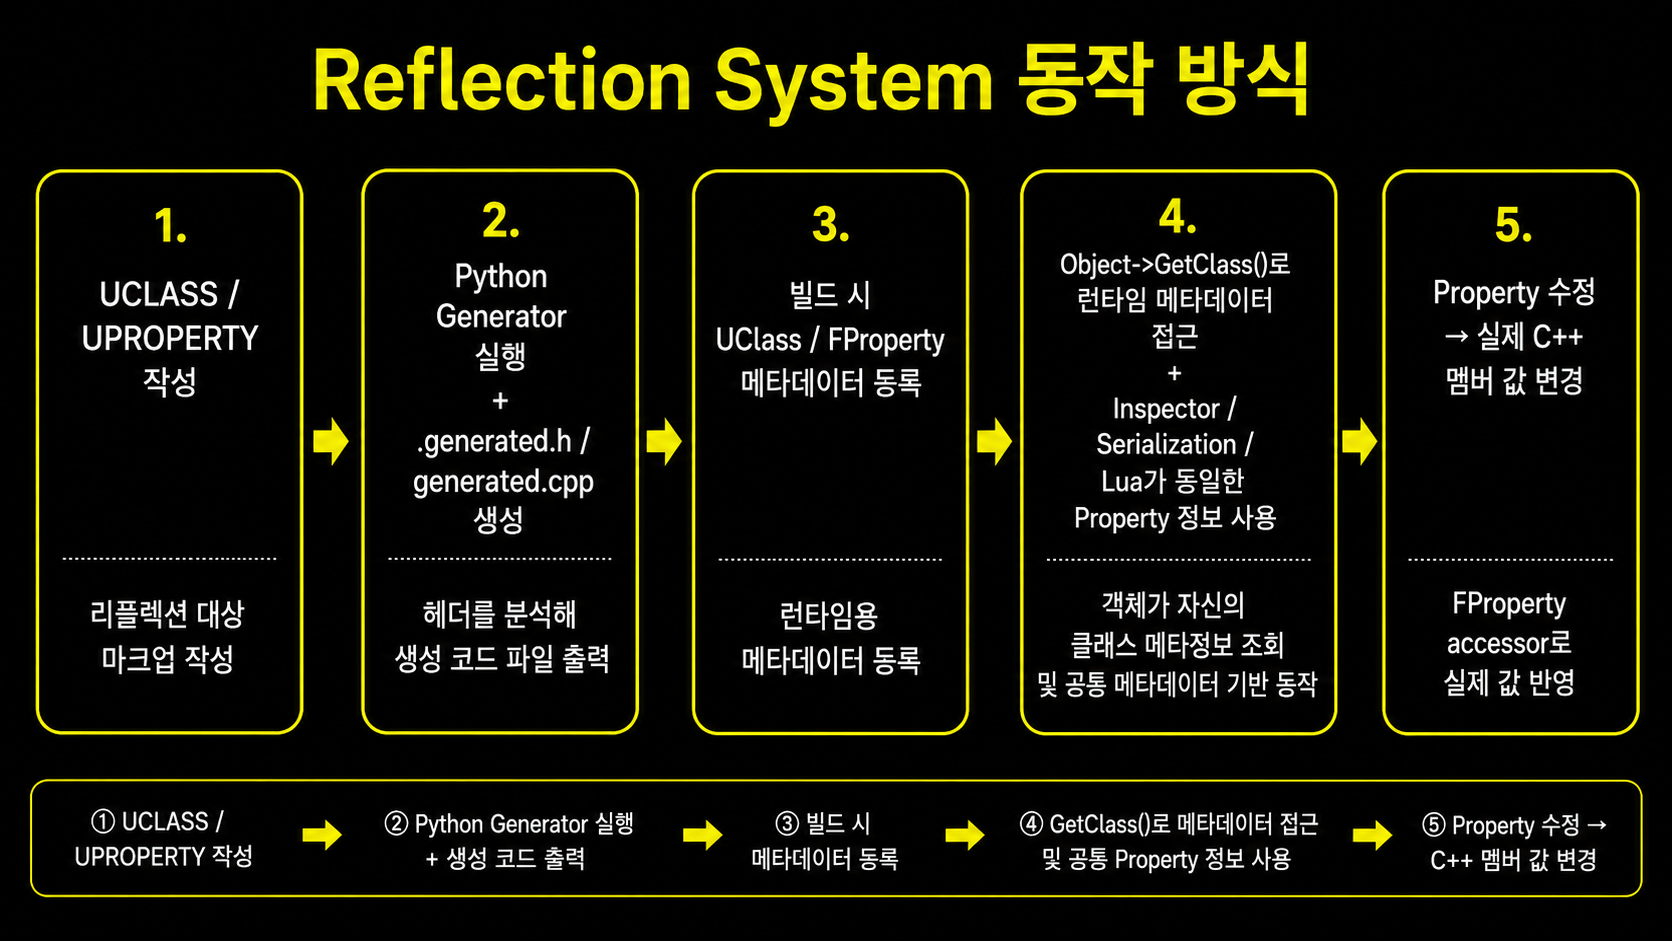 Reflection System 동작 방식
1.
UCLASS /
UPROPERTY
작성
리플렉션 대상
마크업 작성
2.
Python
Generator
실행
+
.generated.h /
generated.cpp
생성
헤더를 분석해
생성 코드 파일 출력
3.
빌드 시
UClass / FProperty
메타데이터 등록
런타임용
메타데이터 등록
4.
Object->GetClass()로
런타임 메타데이터
접근
+
Inspector /
Serialization /
Lua가 동일한
Property 정보 사용
객체가 자신의
클래스 메타정보 조회
및 공통 메타데이터 기반 동작
5.
Property 수정
→ 실제 C++
멤버 값 변경
FProperty
accessor로
실제 값 반영
① UCLASS /
UPROPERTY 작성
② Python Generator 실행
+ 생성 코드 출력
③ 빌드 시
메타데이터 등록
④ GetClass()로 메타데이터 접근
및 공통 Property 정보 사용
⑤ Property 수정 →
C++ 멤버 값 변경